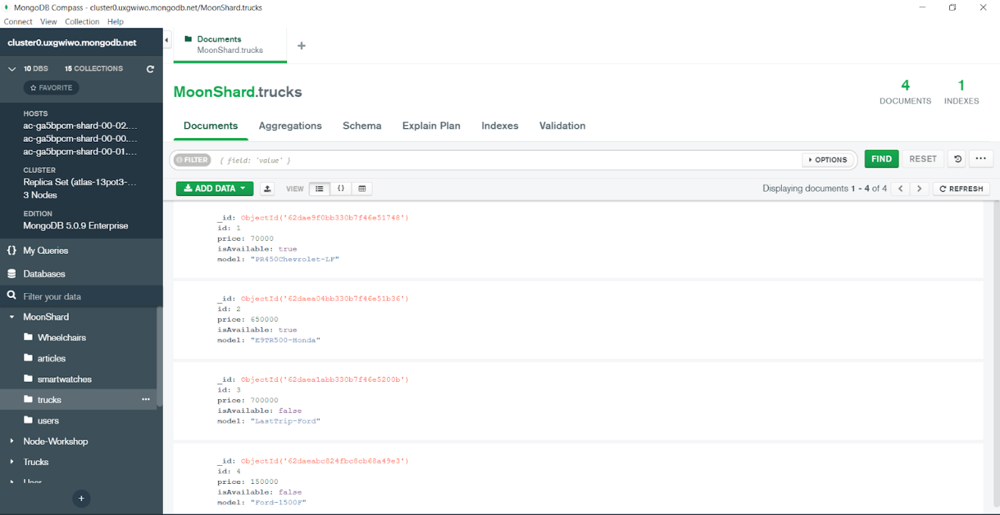 MongoDB Compass - cluster0.uxgwiwo.mongodb.net/MoonShard.trucks
Connect View Collection Help
cluster0.uxgwiwo.mongodb.net
10 DBS 15 COLLECTIONS
FAVORITE
HOSTS
ac-ga5bpcm-shard-00-02....
ac-ga5bpcm-shard-00-00....
ac-ga5bpcm-shard-00-01....
CLUSTER
Replica Set (atlas-13pot3-...
3 Nodes
EDITION
MongoDB 5.0.9 Enterprise
{} My Queries
Databases
Filter your data
MoonShard
Wheelchairs
articles
smartwatches
trucks ...
users
Node-Workshop
Trucks
User
+
Documents
MoonShard.trucks
+
MoonShard.trucks
4
DOCUMENTS
1
INDEXES
Documents Aggregations Schema Explain Plan Indexes Validation
FILTER { field: 'value' } OPTIONS FIND RESET ...
ADD DATA VIEW {} Displaying documents 1 - 4 of 4 < > REFRESH
_id: ObjectId('62dae9f0bb330b7f46e51748')
id: 1
price: 70000
isAvailable: true
model: "PR450Chevrolet-LF"
_id: ObjectId('62daea04bb330b7f46e51b36')
id: 2
price: 650000
isAvailable: true
model: "E9TR500-Honda"
_id: ObjectId('62daea1abb330b7f46e5200b')
id: 3
price: 700000
isAvailable: false
model: "LastTrip-Ford"
_id: ObjectId('62daeabc824fbc8cb68a49e3')
id: 4
price: 150000
isAvailable: false
model: "Ford-1500F"